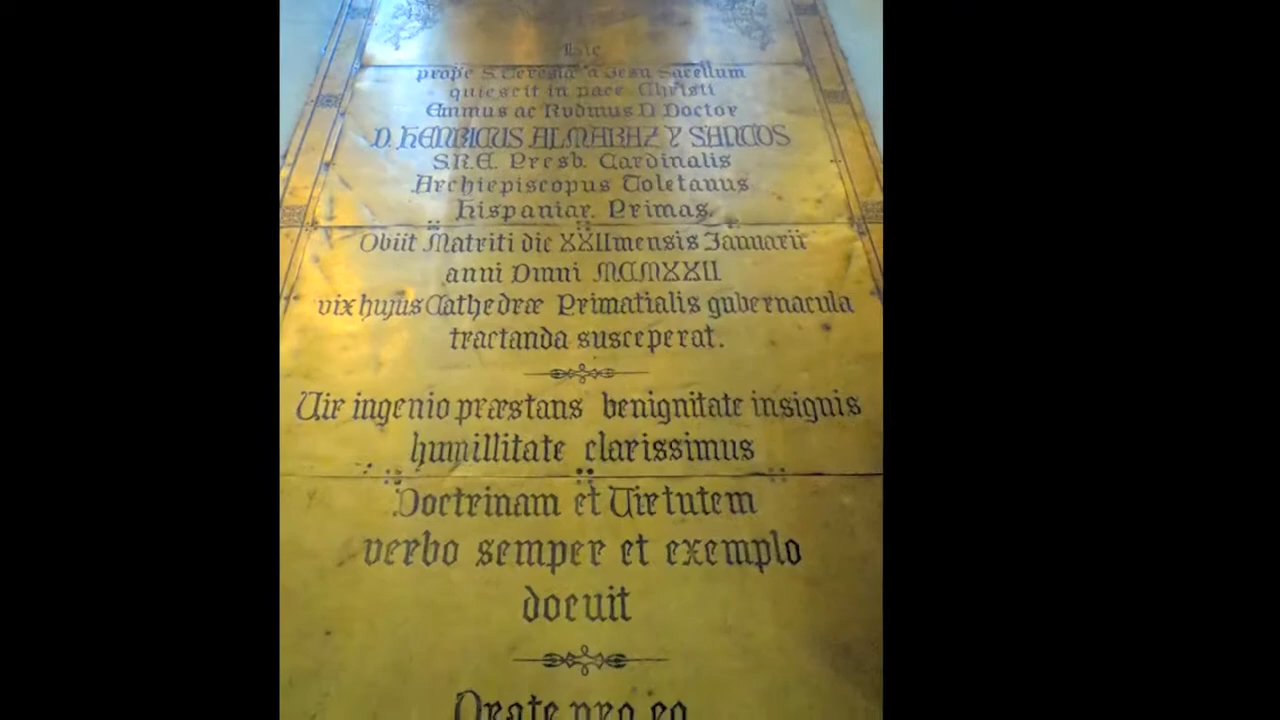 Hic
prope S. Teresiæ a Jesu Sacellum
quiescit in pace Christi
Emmus ac Rvdmus D. Doctor
D. HENRICUS ALMARAZ Y SANTOS
S.R.E. Presb. Cardinalis
Archiepiscopus Toletanus
Hispaniar. Primas.
Obiit Matriti die XXII mensis Januarii
anni Dmni MCMXXII
vix hujus Cathedræ Primatialis gubernacula
tractanda susceperat.
Vir ingenio præstans benignitate insignis
humillitate clarissimus
Doctrinam et Virtutem
verbo semper et exemplo
docuit
Orate pro eo